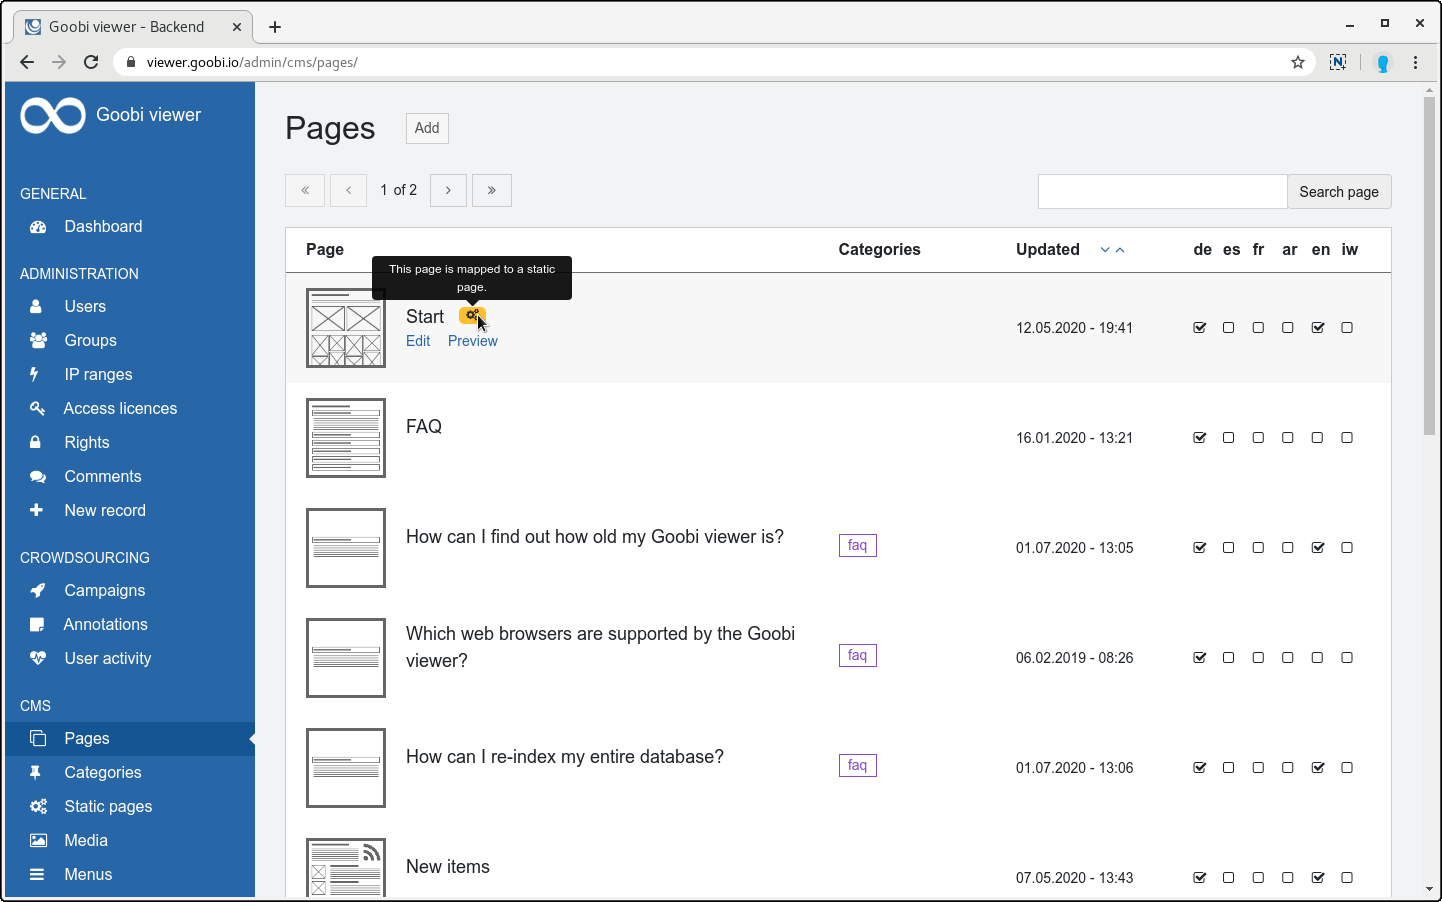 Goobi viewer - Backend
viewer.goobi.io/admin/cms/pages/
Goobi viewer
GENERAL
Dashboard
ADMINISTRATION
Users
Groups
IP ranges
Access licences
Rights
Comments
New record
CROWDSOURCING
Campaigns
Annotations
User activity
CMS
Pages
Categories
Static pages
Media
Menus
Pages
Add
« ‹ 1 of 2 › »
Search page
Page Categories Updated de es fr ar en iw
This page is mapped to a static
page.
Start
Edit Preview
12.05.2020 - 19:41
FAQ
16.01.2020 - 13:21
How can I find out how old my Goobi viewer is?
faq
01.07.2020 - 13:05
Which web browsers are supported by the Goobi
viewer?
faq
06.02.2019 - 08:26
How can I re-index my entire database?
faq
01.07.2020 - 13:06
New items
07.05.2020 - 13:43